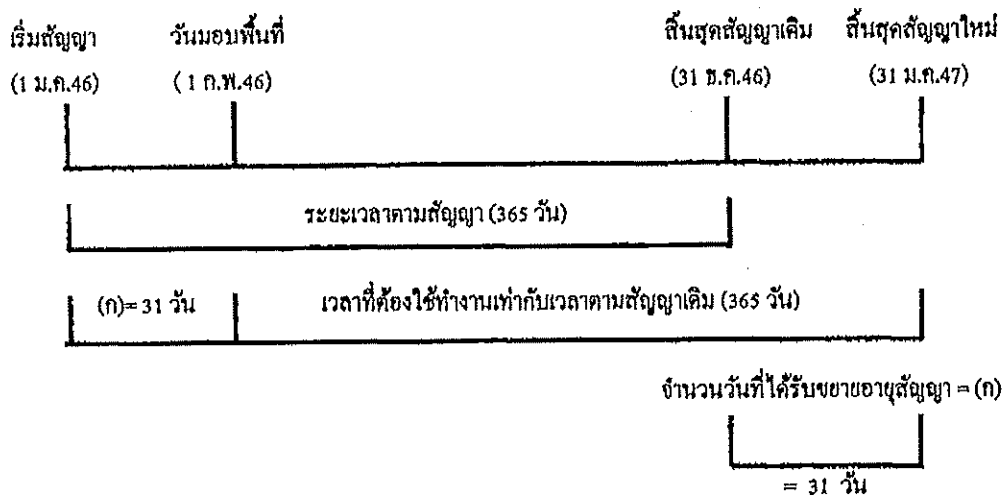 เริ่มสัญญา วันมอบพื้นที่ สิ้นสุดสัญญาเดิม สิ้นสุดสัญญาใหม่
(1 ม.ค.46) (1 ก.พ.46) (31 ธ.ค.46) (31 ม.ค.47)
ระยะเวลาตามสัญญา (365 วัน)
(ก)= 31 วัน เวลาที่ต้องใช้ทำงานเท่ากับเวลาตามสัญญาเดิม (365 วัน)
จำนวนวันที่ได้รับขยายอายุสัญญา = (ก)
= 31 วัน